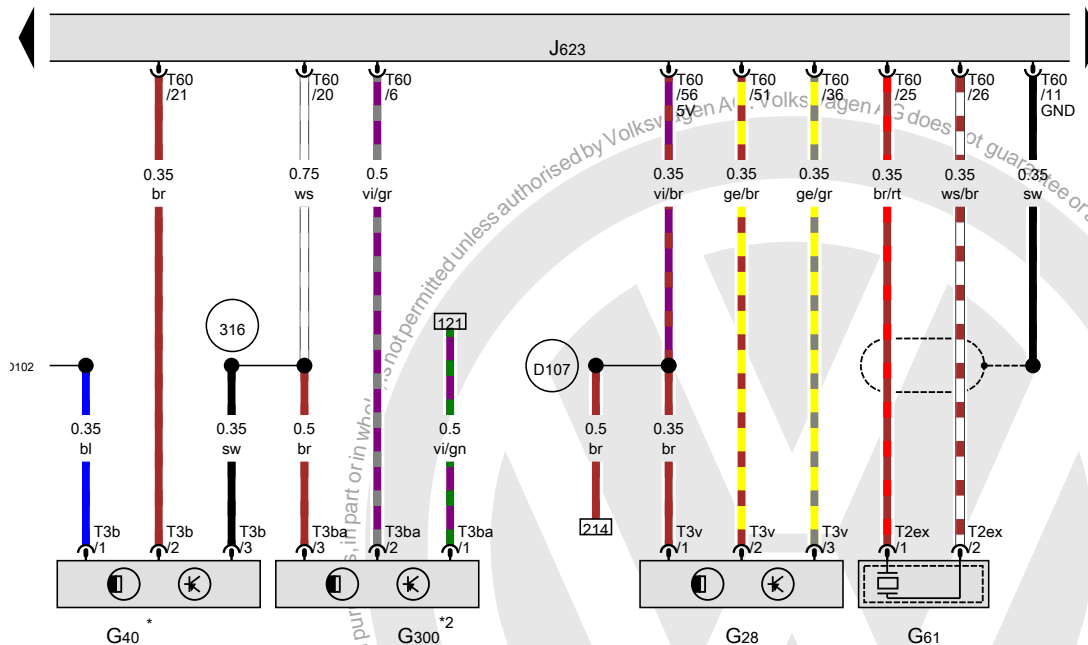 J623
T60 /21
T60 /20
T60 /6
T60 /56 5V
T60 /51
T60 /36
T60 /25
T60 /26
T60 /11 GND
0.35 br
0.75 ws
0.5 vi/gr
0.35 vi/br
0.35 ge/br
0.35 ge/gr
0.35 br/rt
0.35 ws/br
0.35 sw
316
121
D102
D107
0.35 bl
0.35 sw
0.5 br
0.5 vi/gn
0.5 br
0.35 br
214
T3b /1
T3b /2
T3b /3
T3ba /3
T3ba /2
T3ba /1
T3v /1
T3v /2
T3v /3
T2ex /1
T2ex /2
G40 *
G300 *2
G28
G61
pur s, in part or in who is not permitted unless authorised by Volkswagen AG. Volkswagen AG does not guarantee or a